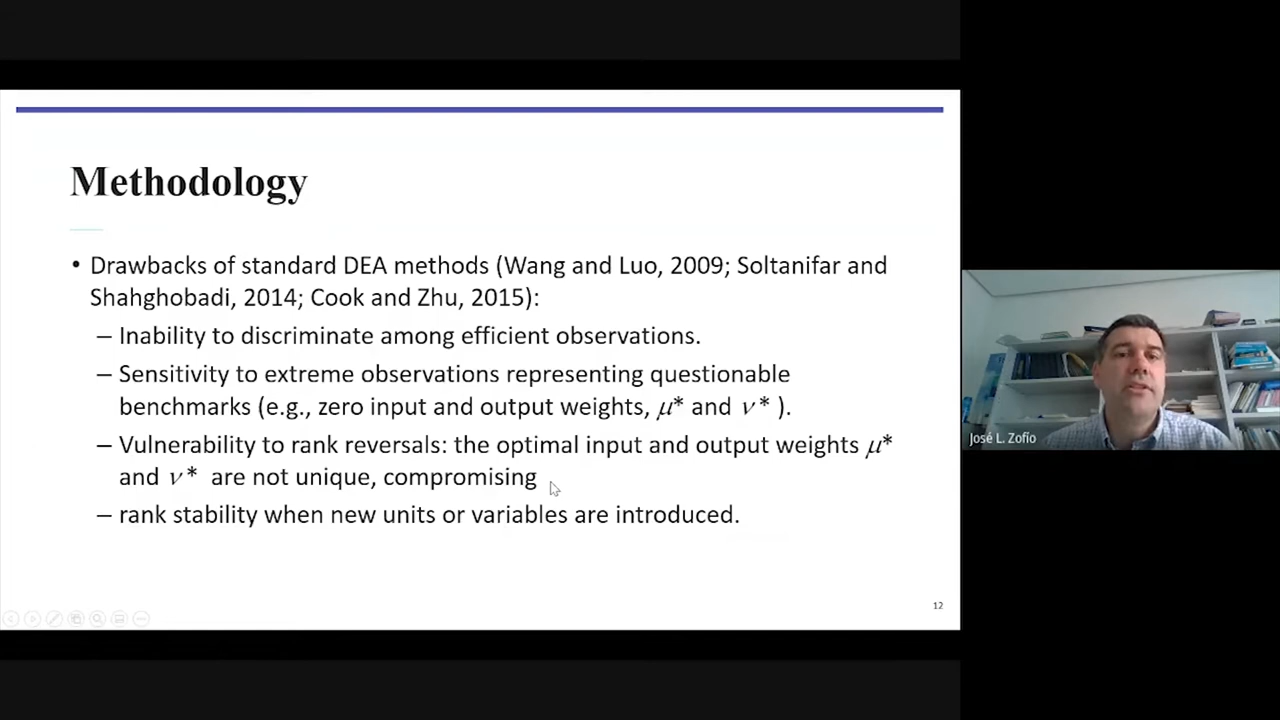 Methodology
• Drawbacks of standard DEA methods (Wang and Luo, 2009; Soltanifar and
Shahghobadi, 2014; Cook and Zhu, 2015):
– Inability to discriminate among efficient observations.
– Sensitivity to extreme observations representing questionable
benchmarks (e.g., zero input and output weights, μ* and ν* ).
– Vulnerability to rank reversals: the optimal input and output weights μ*
and ν* are not unique, compromising
– rank stability when new units or variables are introduced.
12
José L. Zofío